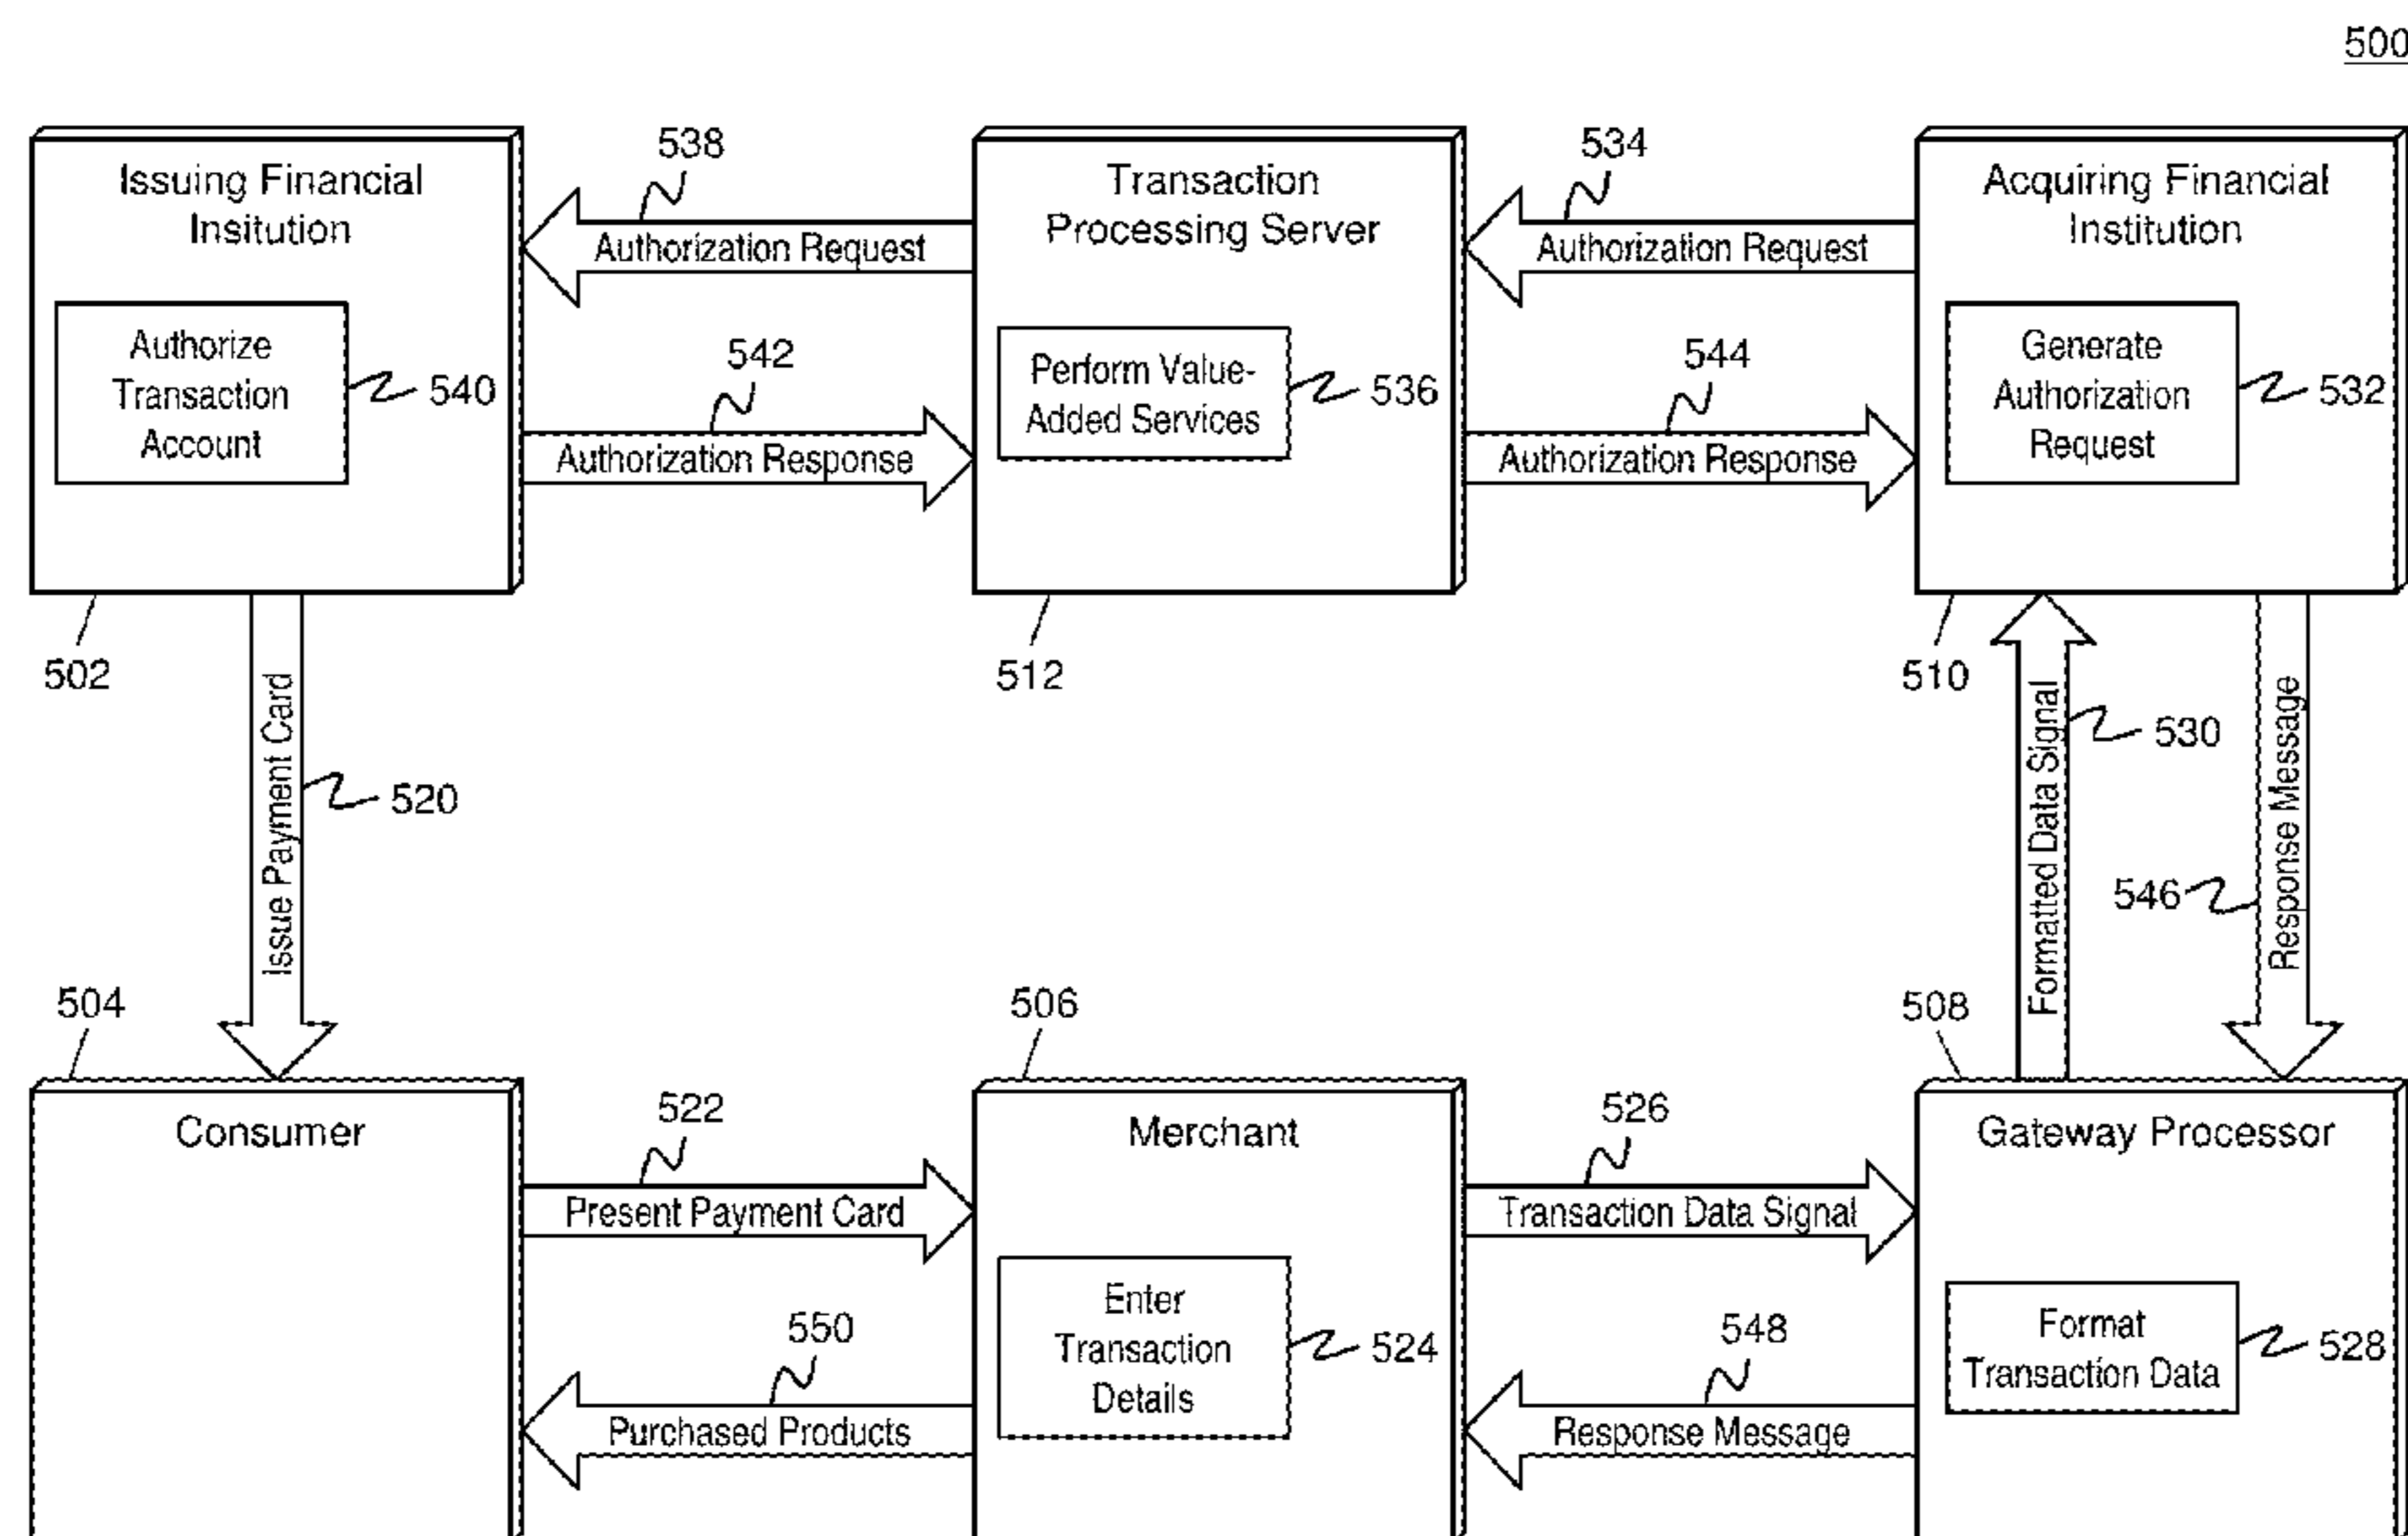 500
538
534
Issuing Financial
Insitution
Transaction
Processing Server
Acquiring Financial
Institution
Authorization Request
Authorization Request
Authorize
Transaction
Account
540
542
Perform Value-
Added Services
536
544
Generate
Authorization
Request
532
Authorization Response
Authorization Response
502
512
510
Issue Payment Card
520
Formatted Data Signal
530
Response Message
546
504
506
508
Consumer
522
Merchant
526
Gateway Processor
Present Payment Card
Transaction Data Signal
Enter
Transaction
Details
524
550
548
Format
Transaction Data
528
Purchased Products
Response Message